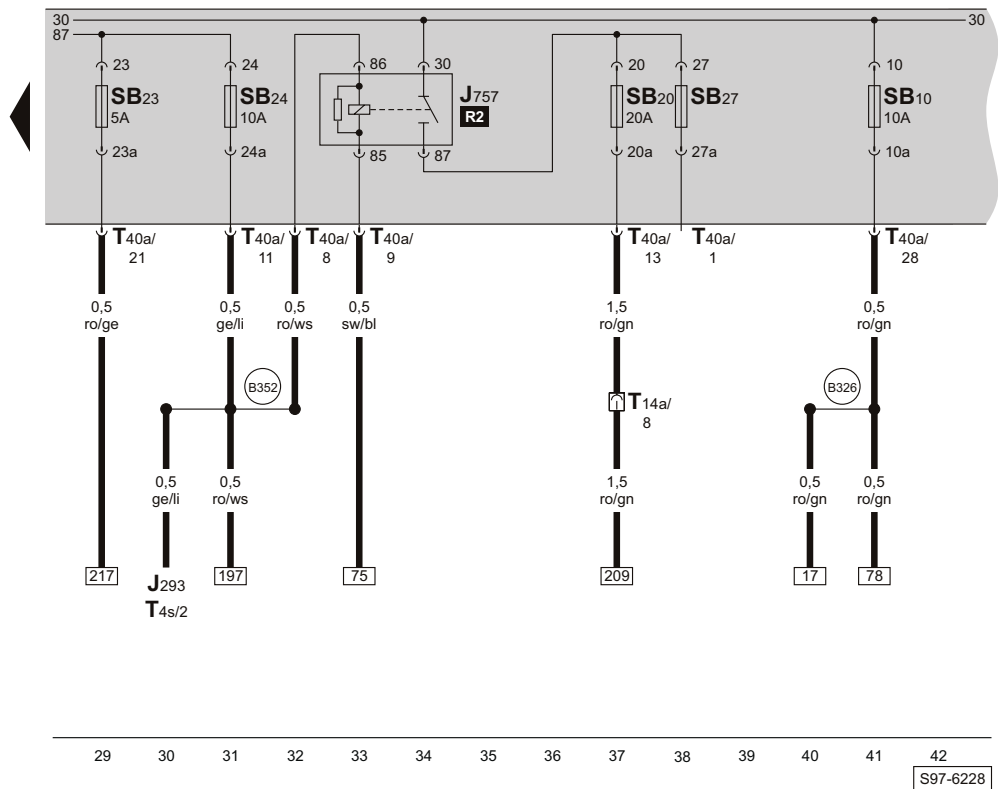 30 30
87
23 24 86 30 20 27 10
SB23 SB24 J757 SB20 SB27 SB10
5A 10A R2 20A 10A
23a 24a 85 87 20a 27a 10a
T40a/ T40a/ T40a/ T40a/ T40a/ T40a/ T40a/
21 11 8 9 13 1 28
0,5 0,5 0,5 0,5 1,5 0,5
ro/ge ge/li ro/ws sw/bl ro/gn ro/gn
B352 B326
T14a/
8
0,5 0,5 1,5 0,5 0,5
ge/li ro/ws ro/gn ro/gn ro/gn
217 197 75 209 17 78
J293
T4s/2
29 30 31 32 33 34 35 36 37 38 39 40 41 42
S97-6228